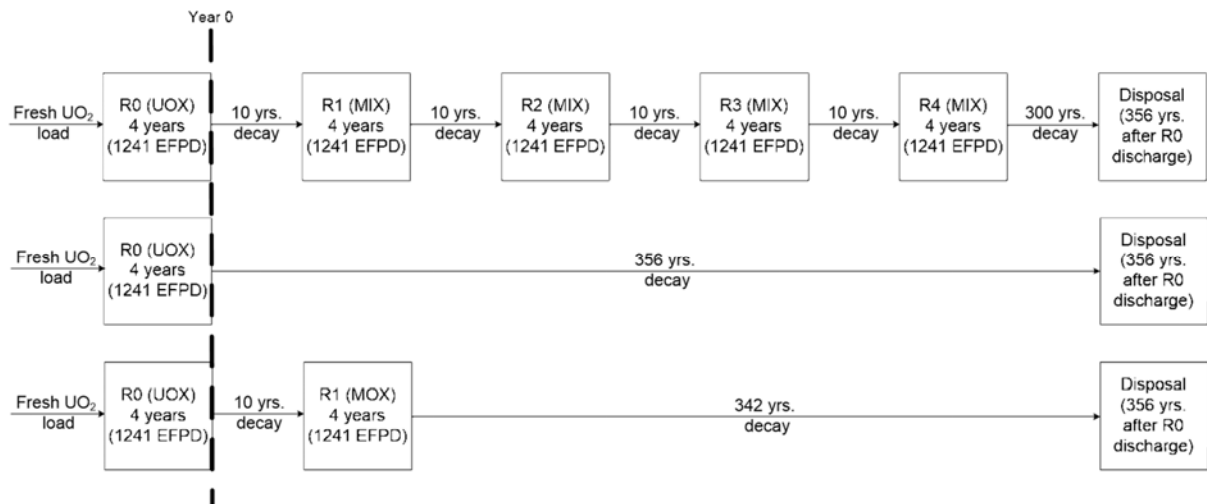 Year 0
Fresh UO₂
load
R0 (UOX)
4 years
(1241 EFPD)
10 yrs.
decay
R1 (MIX)
4 years
(1241 EFPD)
10 yrs.
decay
R2 (MIX)
4 years
(1241 EFPD)
10 yrs.
decay
R3 (MIX)
4 years
(1241 EFPD)
10 yrs.
decay
R4 (MIX)
4 years
(1241 EFPD)
300 yrs.
decay
Disposal
(356 yrs.
after R0
discharge)
Fresh UO₂
load
R0 (UOX)
4 years
(1241 EFPD)
356 yrs.
decay
Disposal
(356 yrs.
after R0
discharge)
Fresh UO₂
load
R0 (UOX)
4 years
(1241 EFPD)
10 yrs.
decay
R1 (MOX)
4 years
(1241 EFPD)
342 yrs.
decay
Disposal
(356 yrs.
after R0
discharge)